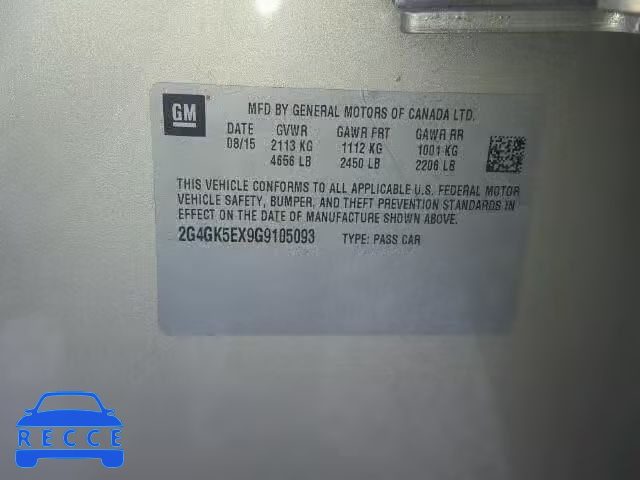 GM
MFD BY GENERAL MOTORS OF CANADA LTD.
DATE GVWR GAWR FRT GAWR RR
08/15 2113 KG 1112 KG 1001 KG
4656 LB 2450 LB 2206 LB
THIS VEHICLE CONFORMS TO ALL APPLICABLE U.S. FEDERAL MOTOR
VEHICLE SAFETY, BUMPER, AND THEFT PREVENTION STANDARDS IN
EFFECT ON THE DATE OF MANUFACTURE SHOWN ABOVE.
2G4GK5EX9G9105093 TYPE: PASS CAR
RECCE